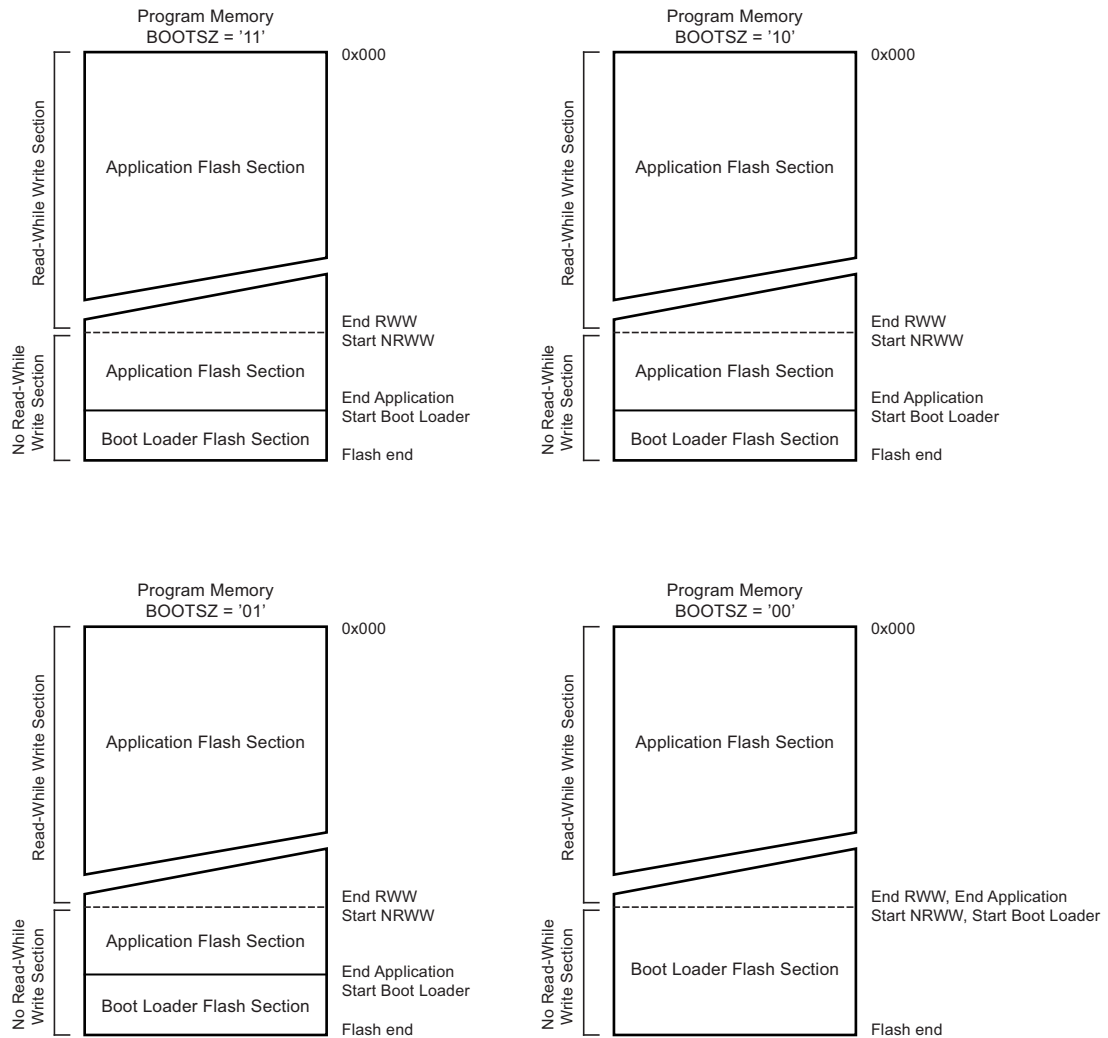 Program Memory
BOOTSZ = '11'
0x000
Read-While Write Section
Application Flash Section
End RWW
Start NRWW
No Read-While
Write Section
Application Flash Section
End Application
Start Boot Loader
Boot Loader Flash Section
Flash end
Program Memory
BOOTSZ = '10'
0x000
Read-While Write Section
Application Flash Section
End RWW
Start NRWW
No Read-While
Write Section
Application Flash Section
End Application
Start Boot Loader
Boot Loader Flash Section
Flash end
Program Memory
BOOTSZ = '01'
0x000
Read-While Write Section
Application Flash Section
End RWW
Start NRWW
No Read-While
Write Section
Application Flash Section
End Application
Start Boot Loader
Boot Loader Flash Section
Flash end
Program Memory
BOOTSZ = '00'
0x000
Read-While Write Section
Application Flash Section
End RWW, End Application
Start NRWW, Start Boot Loader
No Read-While
Write Section
Boot Loader Flash Section
Flash end